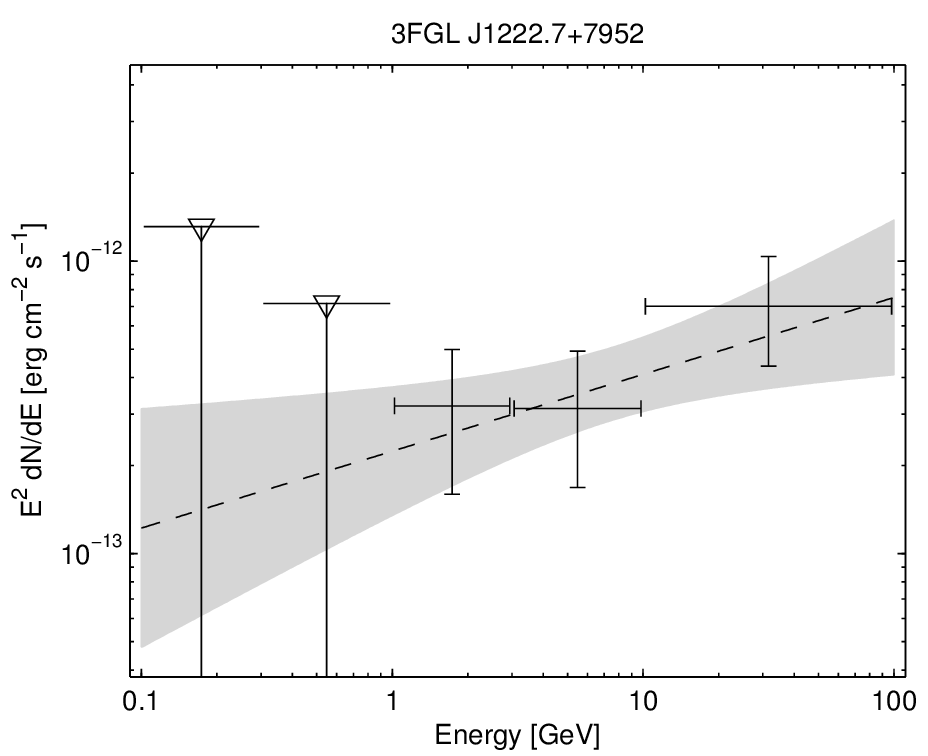 3FGL J1222.7+7952
E² dN/dE [erg cm⁻² s⁻¹]
10⁻¹²
10⁻¹³
0.1 1 10 100
Energy [GeV]